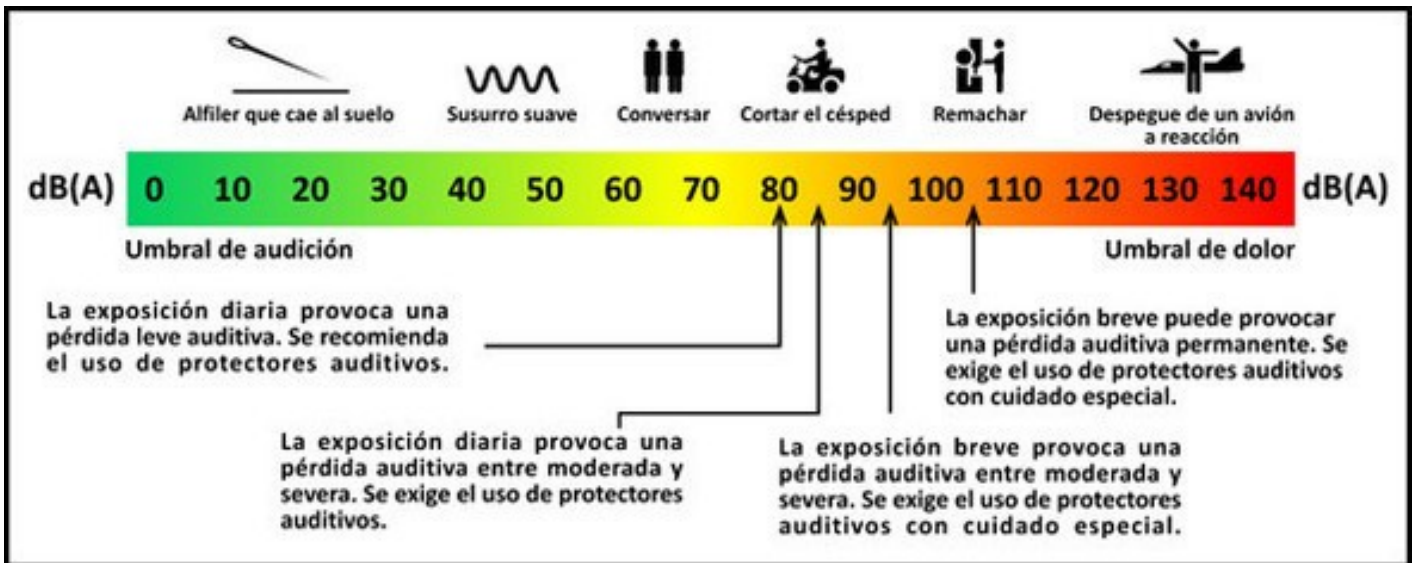 Alfiler que cae al suelo
Susurro suave
Conversar
Cortar el césped
Remachar
Despegue de un avión
a reacción
dB(A) 0 10 20 30 40 50 60 70 80 90 100 110 120 130 140 dB(A)
Umbral de audición
Umbral de dolor
La exposición diaria provoca una
pérdida leve auditiva. Se recomienda
el uso de protectores auditivos.
La exposición breve puede provocar
una pérdida auditiva permanente. Se
exige el uso de protectores auditivos
con cuidado especial.
La exposición diaria provoca una
pérdida auditiva entre moderada y
severa. Se exige el uso de protectores
auditivos.
La exposición breve provoca una
pérdida auditiva entre moderada y
severa. Se exige el uso de protectores
auditivos con cuidado especial.